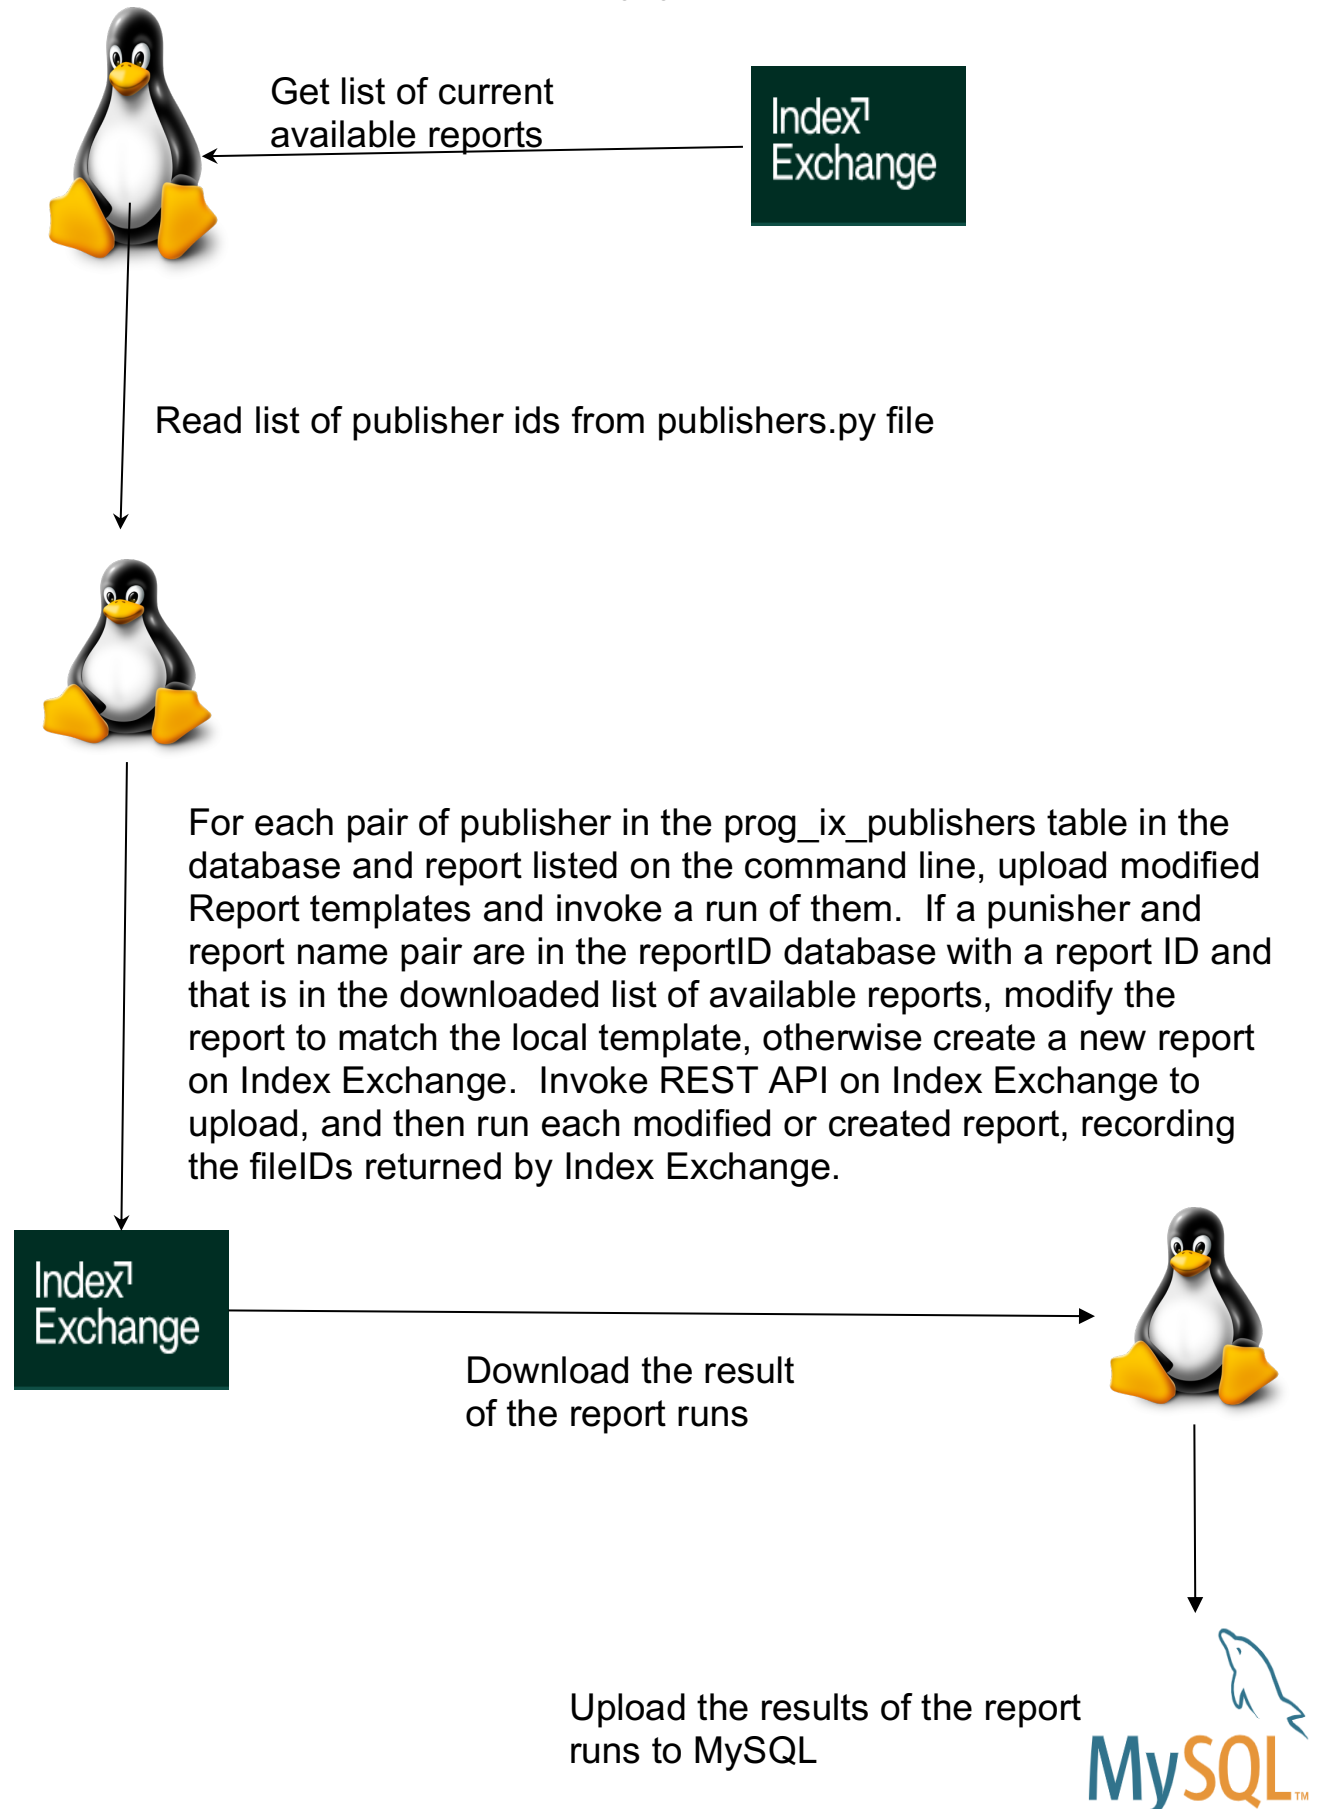 Get list of current
available reports
Index
Exchange
Read list of publisher ids from publishers.py file
For each pair of publisher in the prog_ix_publishers table in the
database and report listed on the command line, upload modified
Report templates and invoke a run of them.  If a punisher and
report name pair are in the reportID database with a report ID and
that is in the downloaded list of available reports, modify the
report to match the local template, otherwise create a new report
on Index Exchange.  Invoke REST API on Index Exchange to
upload, and then run each modified or created report, recording
the fileIDs returned by Index Exchange.
Index
Exchange
Download the result
of the report runs
Upload the results of the report
runs to MySQL
MySQL™